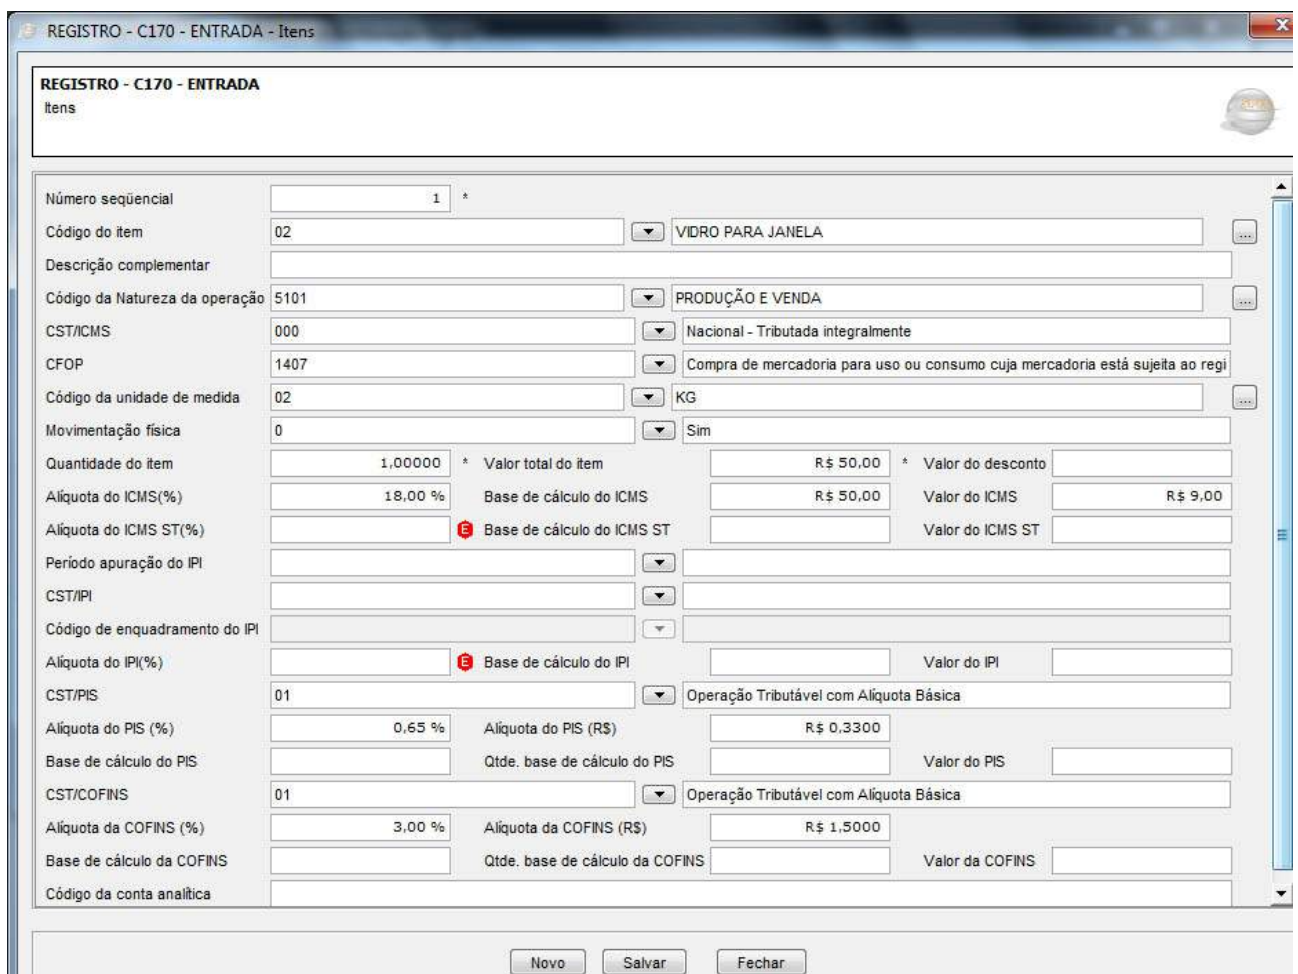 REGISTRO - C170 - ENTRADA - Itens
REGISTRO - C170 - ENTRADA
Itens
Número seqüencial 1 *
Código do item 02 VIDRO PARA JANELA ...
Descrição complementar
Código da Natureza da operação 5101 PRODUÇÃO E VENDA ...
CST/ICMS 000 Nacional - Tributada integralmente
CFOP 1407 Compra de mercadoria para uso ou consumo cuja mercadoria está sujeita ao regi
Código da unidade de medida 02 KG ...
Movimentação física 0 Sim
Quantidade do item 1,00000 * Valor total do item R$ 50,00 * Valor do desconto
Alíquota do ICMS(%) 18,00 % Base de cálculo do ICMS R$ 50,00 Valor do ICMS R$ 9,00
Alíquota do ICMS ST(%) E Base de cálculo do ICMS ST Valor do ICMS ST
Período apuração do IPI
CST/IPI
Código de enquadramento do IPI
Alíquota do IPI(%) E Base de cálculo do IPI Valor do IPI
CST/PIS 01 Operação Tributável com Alíquota Básica
Alíquota do PIS (%) 0,65 % Alíquota do PIS (R$) R$ 0,3300
Base de cálculo do PIS Qtde. base de cálculo do PIS Valor do PIS
CST/COFINS 01 Operação Tributável com Alíquota Básica
Alíquota da COFINS (%) 3,00 % Alíquota da COFINS (R$) R$ 1,5000
Base de cálculo da COFINS Qtde. base de cálculo da COFINS Valor da COFINS
Código da conta analítica
Novo Salvar Fechar